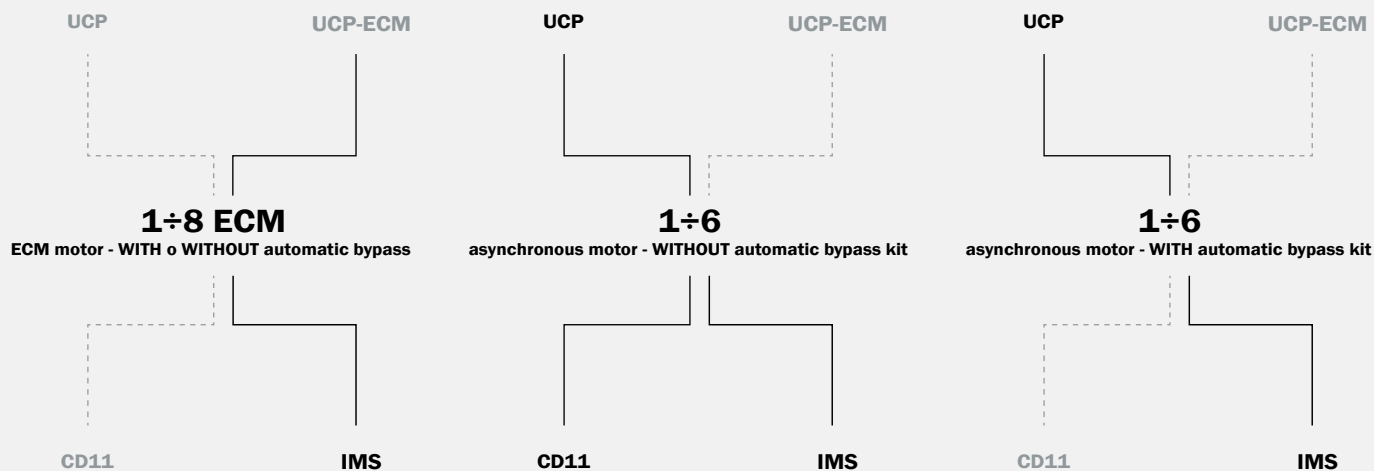 UCP UCP-ECM UCP UCP-ECM UCP UCP-ECM
1÷8 ECM 1÷6 1÷6
ECM motor - WITH o WITHOUT automatic bypass asynchronous motor - WITHOUT automatic bypass kit asynchronous motor - WITH automatic bypass kit
CD11 IMS CD11 IMS CD11 IMS